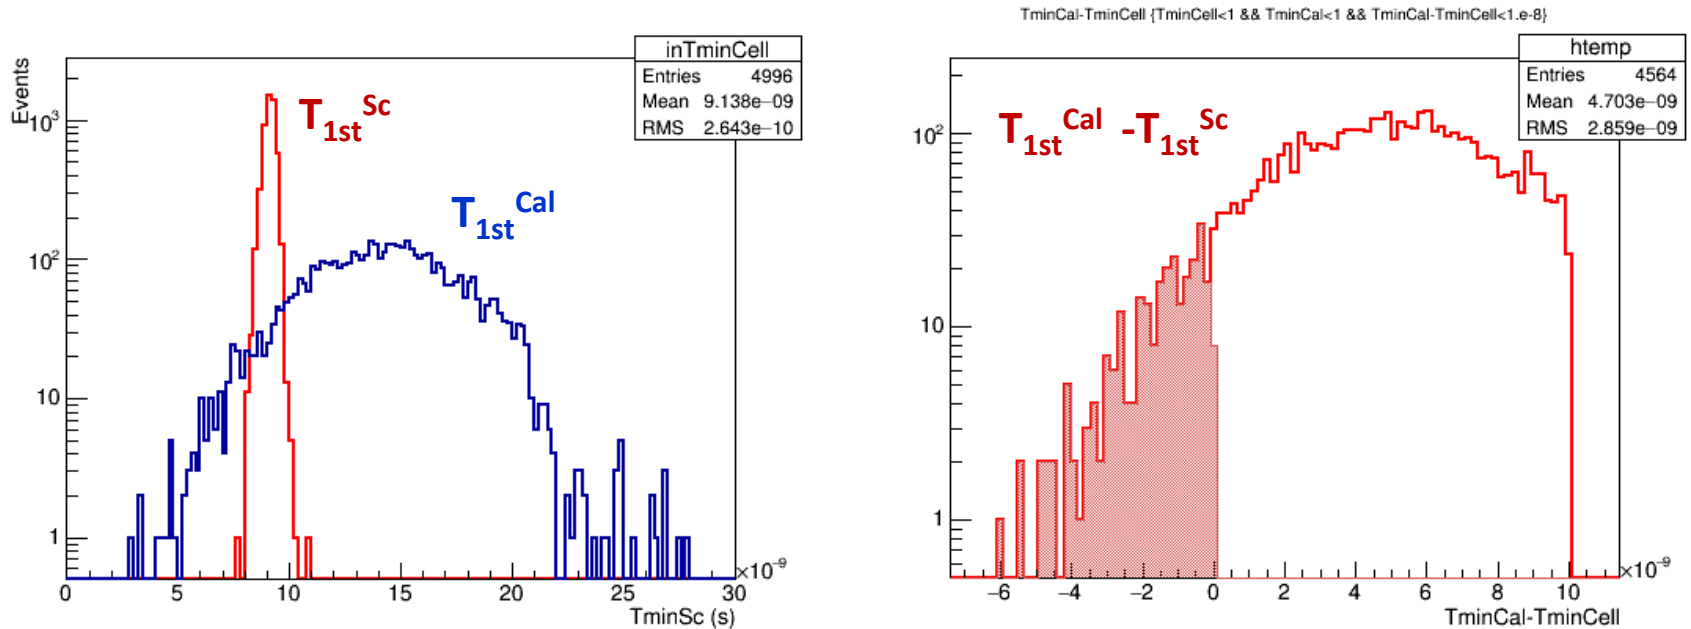 TminCal-TminCell {TminCell<1 && TminCal<1 && TminCal-TminCell<1.e-8}
inTminCell
Entries 4996
Mean 9.138e-09
RMS 2.643e-10
Events
10³
10²
10
1
T1st^Sc
T1st^Cal
0 5 10 15 20 25 30
×10⁻⁹
TminSc (s)
htemp
Entries 4564
Mean 4.703e-09
RMS 2.859e-09
T1st^Cal -T1st^Sc
10²
10
1
−6 −4 −2 0 2 4 6 8 10
×10⁻⁹
TminCal-TminCell